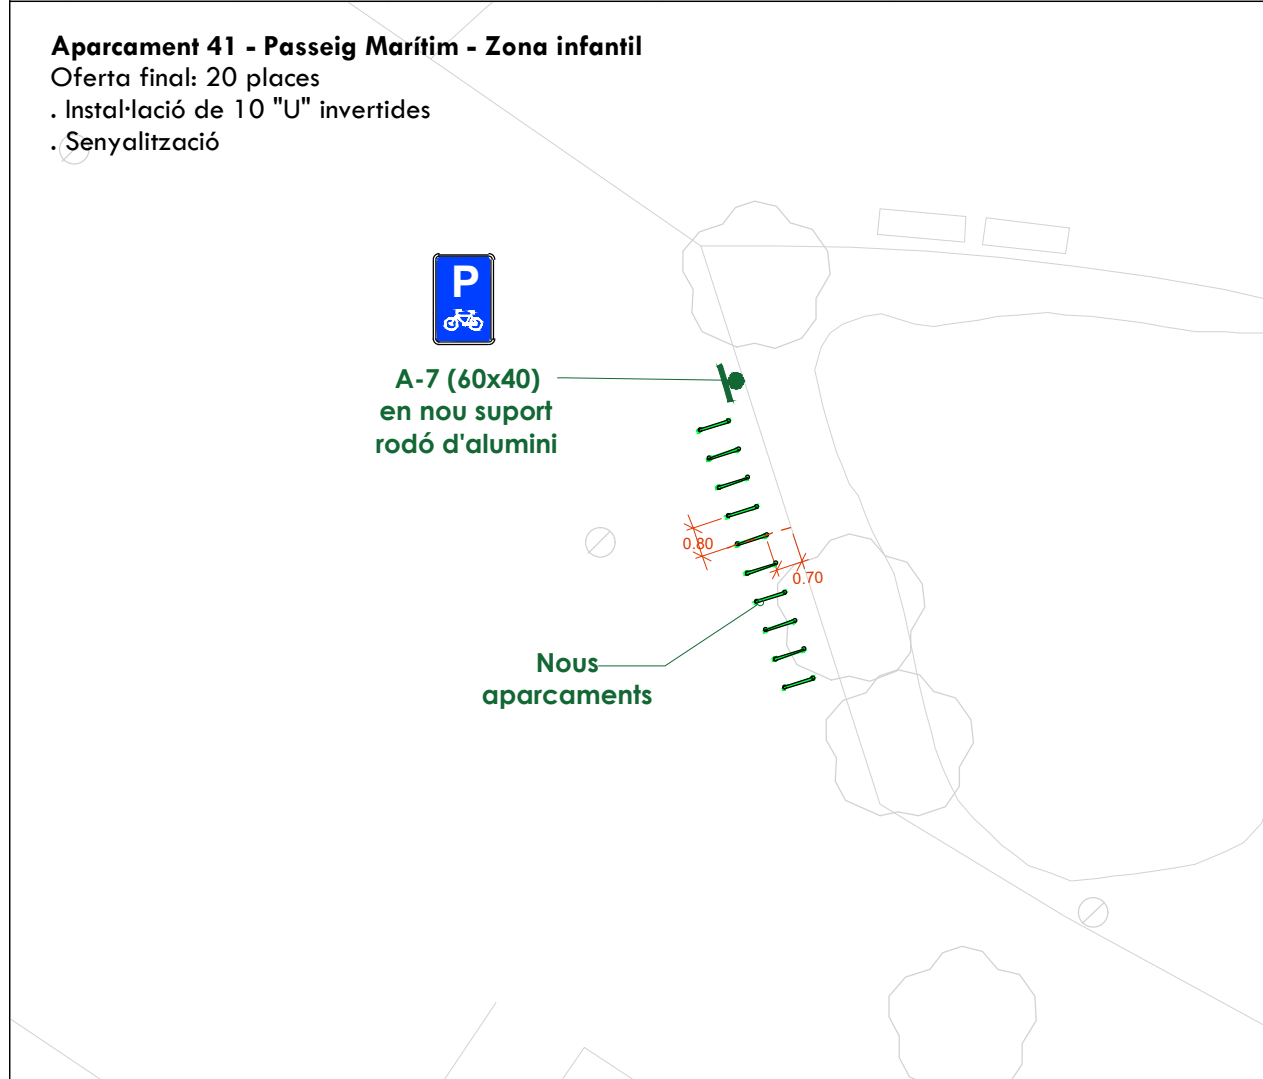 Aparcament 41 - Passeig Marítim - Zona infantil
Oferta final: 20 places
. Instal·lació de 10 "U" invertides
. Senyalització
P
A-7 (60x40)
en nou suport
rodó d'alumini
0.80
0.70
Nous
aparcaments